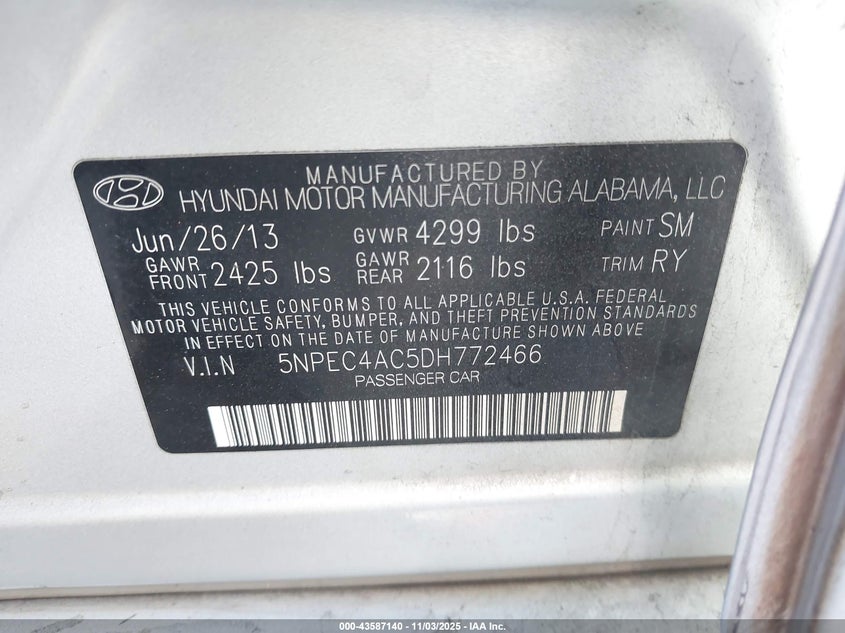 MANUFACTURED BY
HYUNDAI MOTOR MANUFACTURING ALABAMA, LLC
Jun/26/13 GVWR 4299 lbs PAINT SM
GAWR FRONT 2425 lbs GAWR REAR 2116 lbs TRIM RY
THIS VEHICLE CONFORMS TO ALL APPLICABLE U.S.A. FEDERAL
MOTOR VEHICLE SAFETY, BUMPER, AND THEFT PREVENTION STANDARDS
IN EFFECT ON THE DATE OF MANUFACTURE SHOWN ABOVE
V.I.N 5NPEC4AC5DH772466
PASSENGER CAR
000-43587140 - 11/03/2025 - IAA Inc.